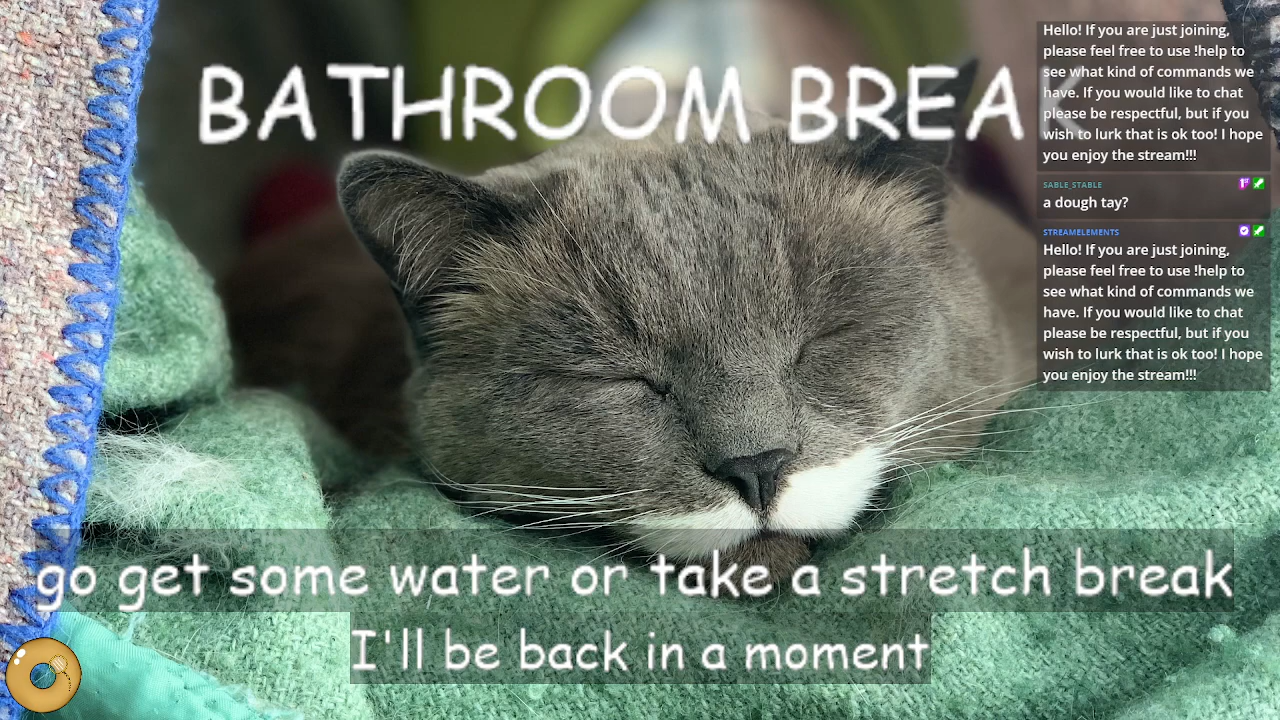 BATHROOM BREA
Hello! If you are just joining,
please feel free to use !help to
see what kind of commands we
have. If you would like to chat
please be respectful, but if you
wish to lurk that is ok too! I hope
you enjoy the stream!!!
SABLE_STABLE
a dough tay?
STREAMELEMENTS
Hello! If you are just joining,
please feel free to use !help to
see what kind of commands we
have. If you would like to chat
please be respectful, but if you
wish to lurk that is ok too! I hope
you enjoy the stream!!!
go get some water or take a stretch break
I'll be back in a moment